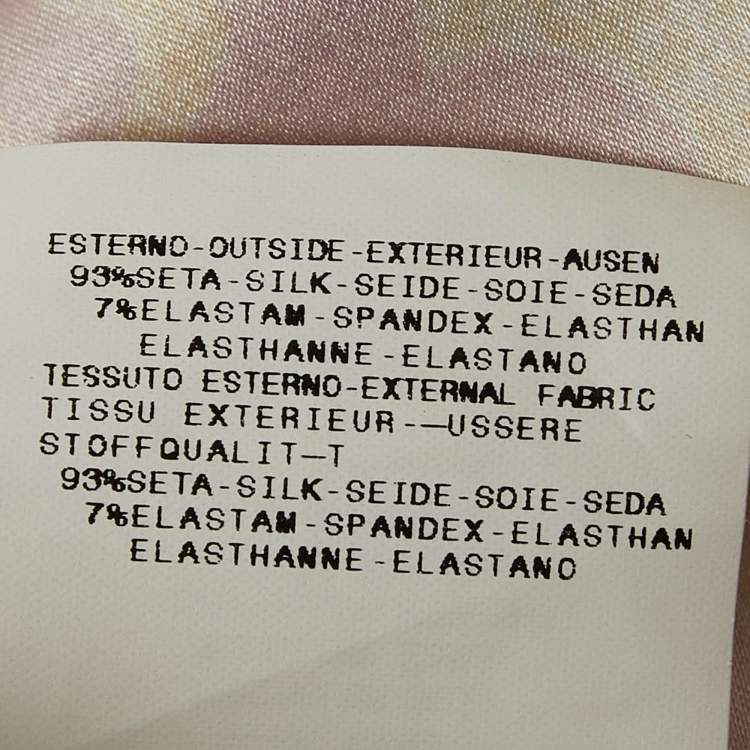 ESTERNO-OUTSIDE-EXTERIEUR-AUSEN
93%SETA-SILK-SEIDE-SOIE-SEDA
7%ELASTAM-SPANDEX-ELASTHAN
ELASTHANNE-ELASTANO
TESSUTO ESTERNO-EXTERNAL FABRIC
TISSU EXTERIEUR-—USSERE
STOFFQUALIT—T
93%SETA-SILK-SEIDE-SOIE-SEDA
7%ELASTAM-SPANDEX-ELASTHAN
ELASTHANNE-ELASTANO